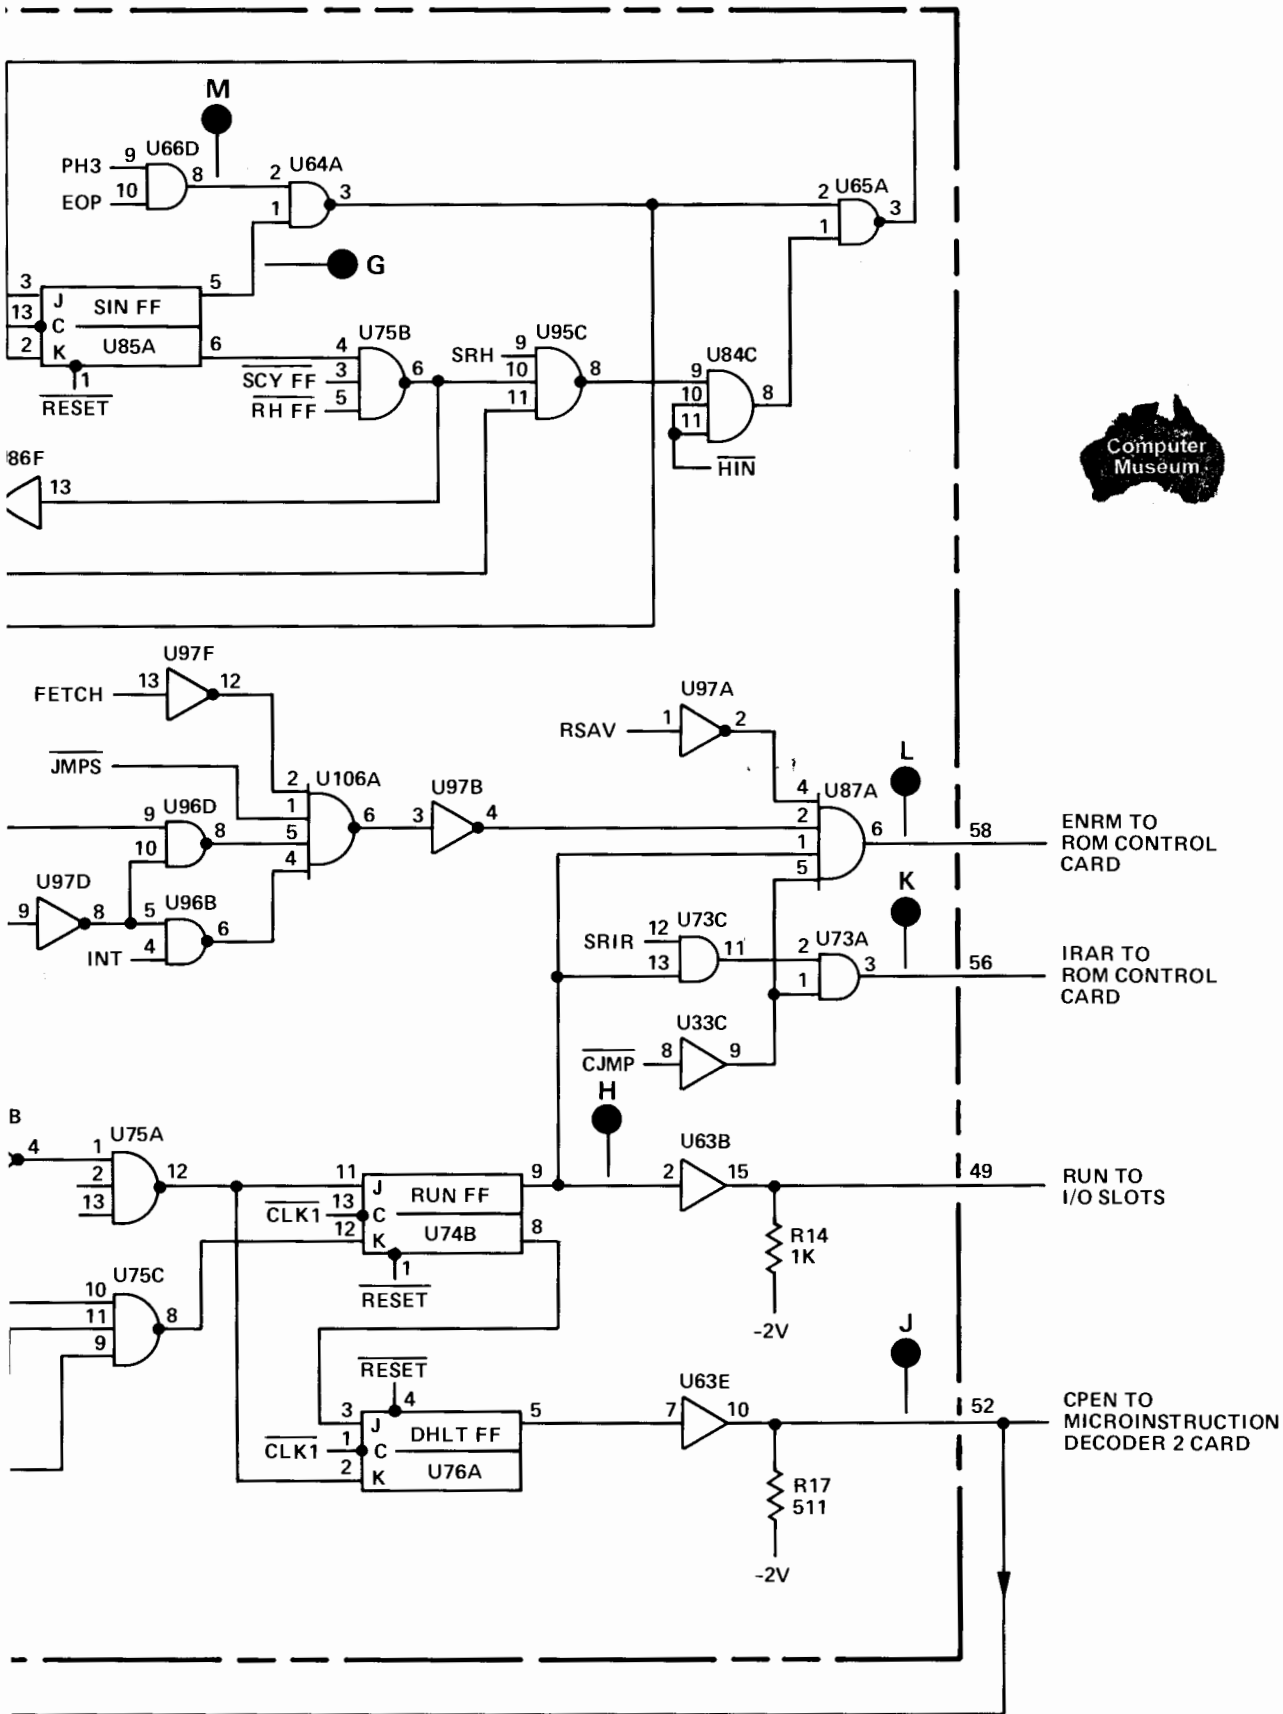 M
PH3 9 U66D 8
EOP 10
2 U64A 3
1
G
2 U65A 3
1
3 J SIN FF 5
13 C
2 K U85A 6
1
RESET
U75B
4
SCY FF 3 6
RH FF 5
U95C
SRH 9
10 8
11
U84C
9
10 8
11
HIN
Computer
Museum
86F
13
U97F
FETCH 13 12
JMPS
U106A
2
1 6
5
4
U96D
9 8
10
U97D
9 8
U96B
5 6
INT 4
U97B
3 4
U97A
RSAV 1 2
L
U87A
4
2 6
1
5
58
ENRM TO
ROM CONTROL
CARD
K
U73C
SRIR 12 11
13
U73A
2 3
1
56
IRAR TO
ROM CONTROL
CARD
U33C
CJMP 8 9
H
B
4
U75A
1
2 12
13
11 J RUN FF 9
CLK1 13 C
12 K U74B 8
1
RESET
U63B
2 15
49
RUN TO
I/O SLOTS
R14
1K
-2V
U75C
10
11 8
9
RESET
4
3 J DHLT FF 5
CLK1 1 C
2 K U76A
U63E
7 10
J
52
CPEN TO
MICROINSTRUCTION
DECODER 2 CARD
R17
511
-2V